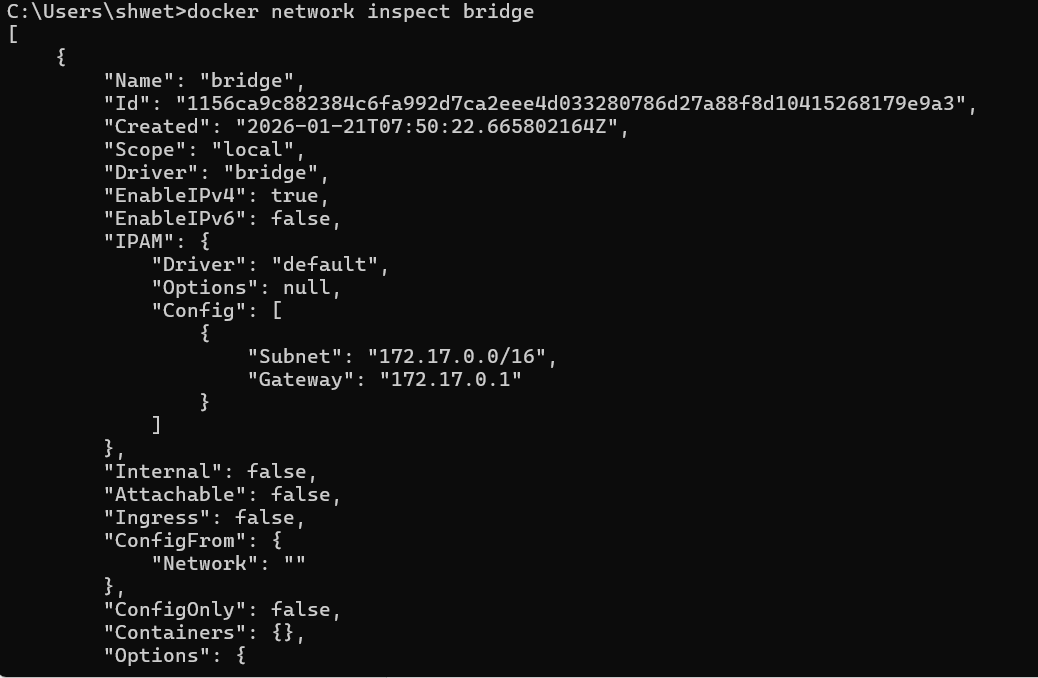 C:\Users\shwet>docker network inspect bridge
[
    {
        "Name": "bridge",
        "Id": "1156ca9c882384c6fa992d7ca2eee4d033280786d27a88f8d10415268179e9a3",
        "Created": "2026-01-21T07:50:22.665802164Z",
        "Scope": "local",
        "Driver": "bridge",
        "EnableIPv4": true,
        "EnableIPv6": false,
        "IPAM": {
            "Driver": "default",
            "Options": null,
            "Config": [
                {
                    "Subnet": "172.17.0.0/16",
                    "Gateway": "172.17.0.1"
                }
            ]
        },
        "Internal": false,
        "Attachable": false,
        "Ingress": false,
        "ConfigFrom": {
            "Network": ""
        },
        "ConfigOnly": false,
        "Containers": {},
        "Options": {